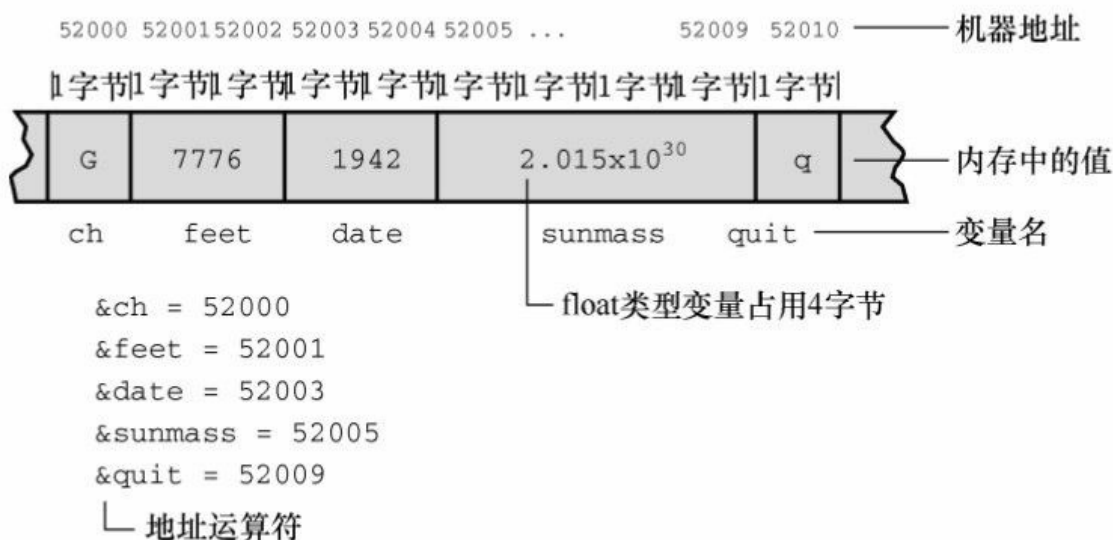 52000 52001 52002 52003 52004 52005 ... 52009 52010 机器地址
1字节 1字节 1字节 1字节 1字节 1字节 1字节 1字节 1字节 1字节
G 7776 1942 2.015x10³⁰ q 内存中的值
ch feet date sunmass quit 变量名
float类型变量占用4字节
&ch = 52000
&feet = 52001
&date = 52003
&sunmass = 52005
&quit = 52009
地址运算符